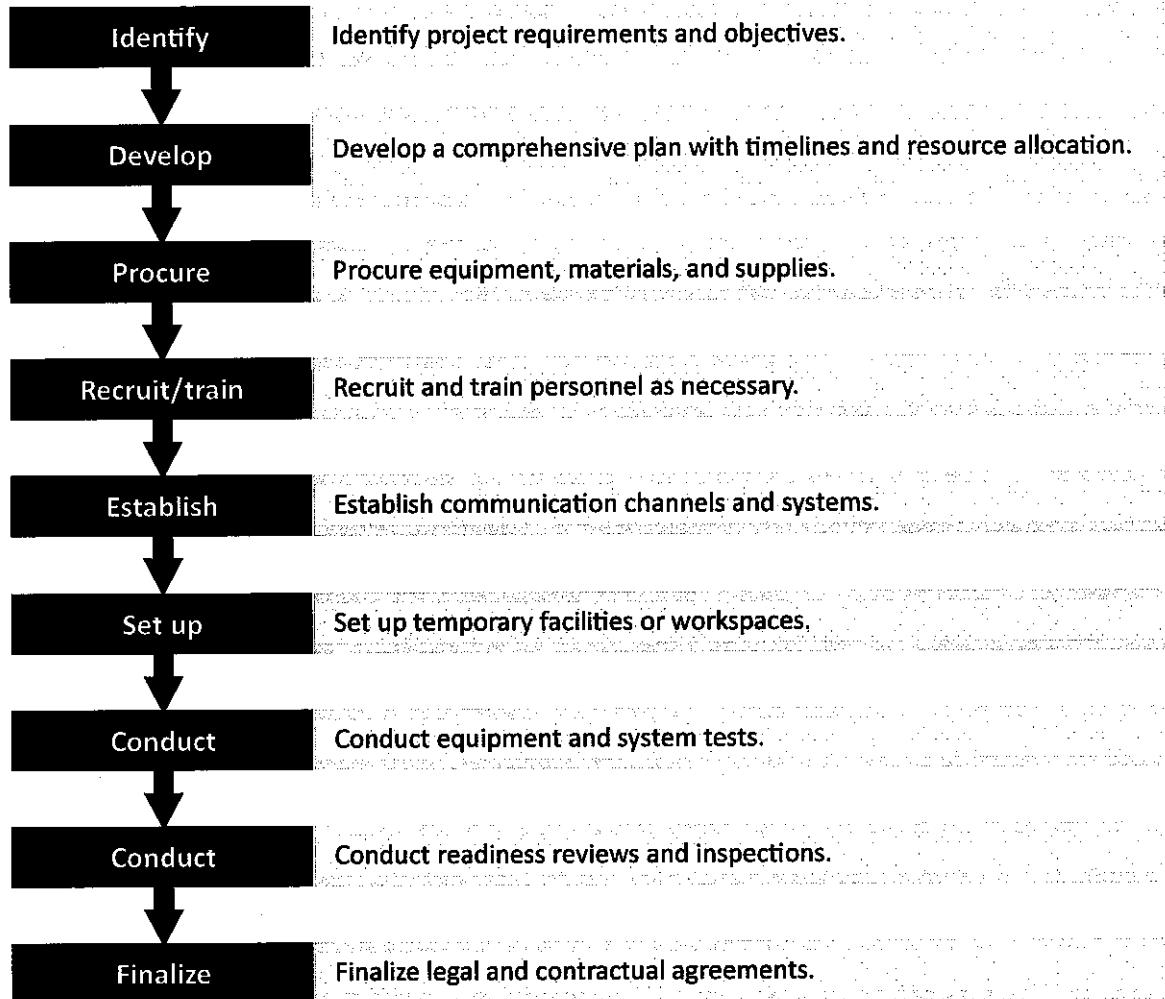 Identify
Identify project requirements and objectives.
Develop
Develop a comprehensive plan with timelines and resource allocation.
Procure
Procure equipment, materials, and supplies.
Recruit/train
Recruit and train personnel as necessary.
Establish
Establish communication channels and systems.
Set up
Set up temporary facilities or workspaces.
Conduct
Conduct equipment and system tests.
Conduct
Conduct readiness reviews and inspections.
Finalize
Finalize legal and contractual agreements.